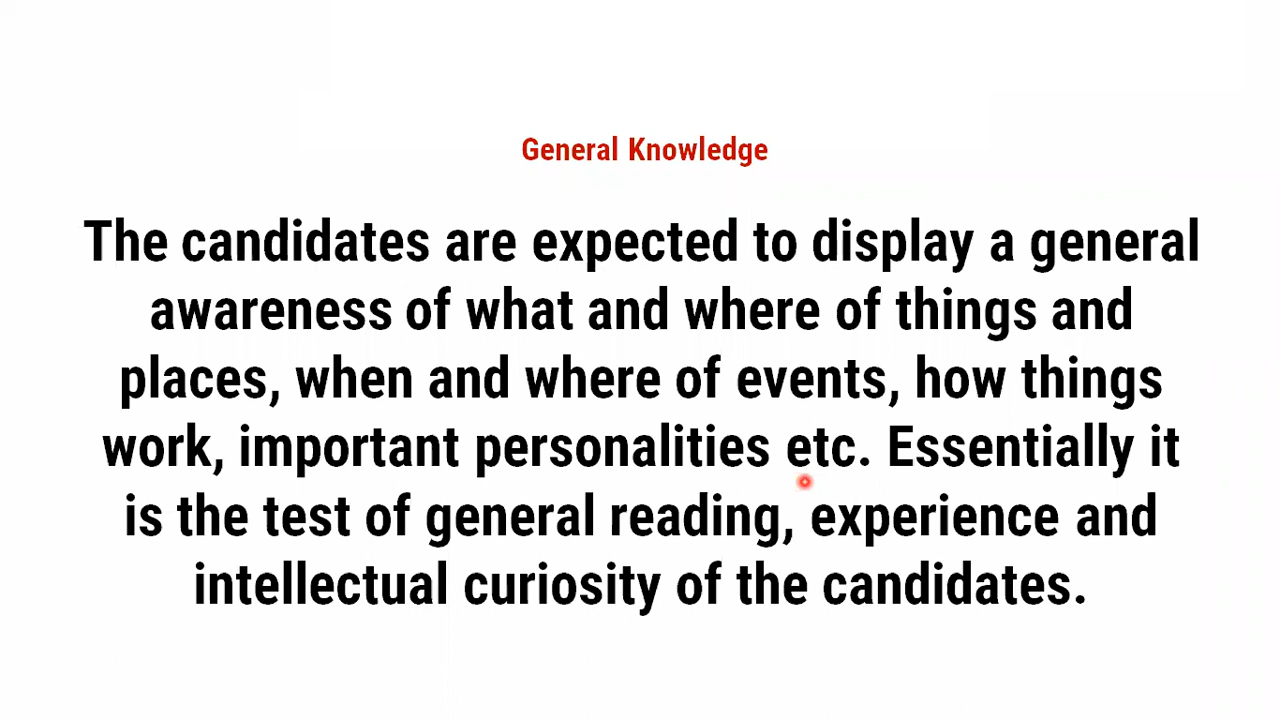 General Knowledge
The candidates are expected to display a general
awareness of what and where of things and
places, when and where of events, how things
work, important personalities etc. Essentially it
is the test of general reading, experience and
intellectual curiosity of the candidates.